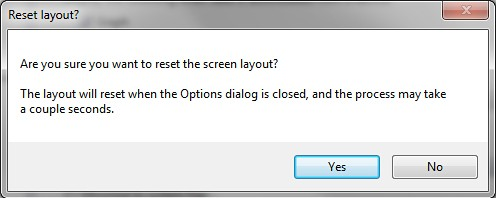 Reset layout?
Are you sure you want to reset the screen layout?
The layout will reset when the Options dialog is closed, and the process may take
a couple seconds.
Yes
No